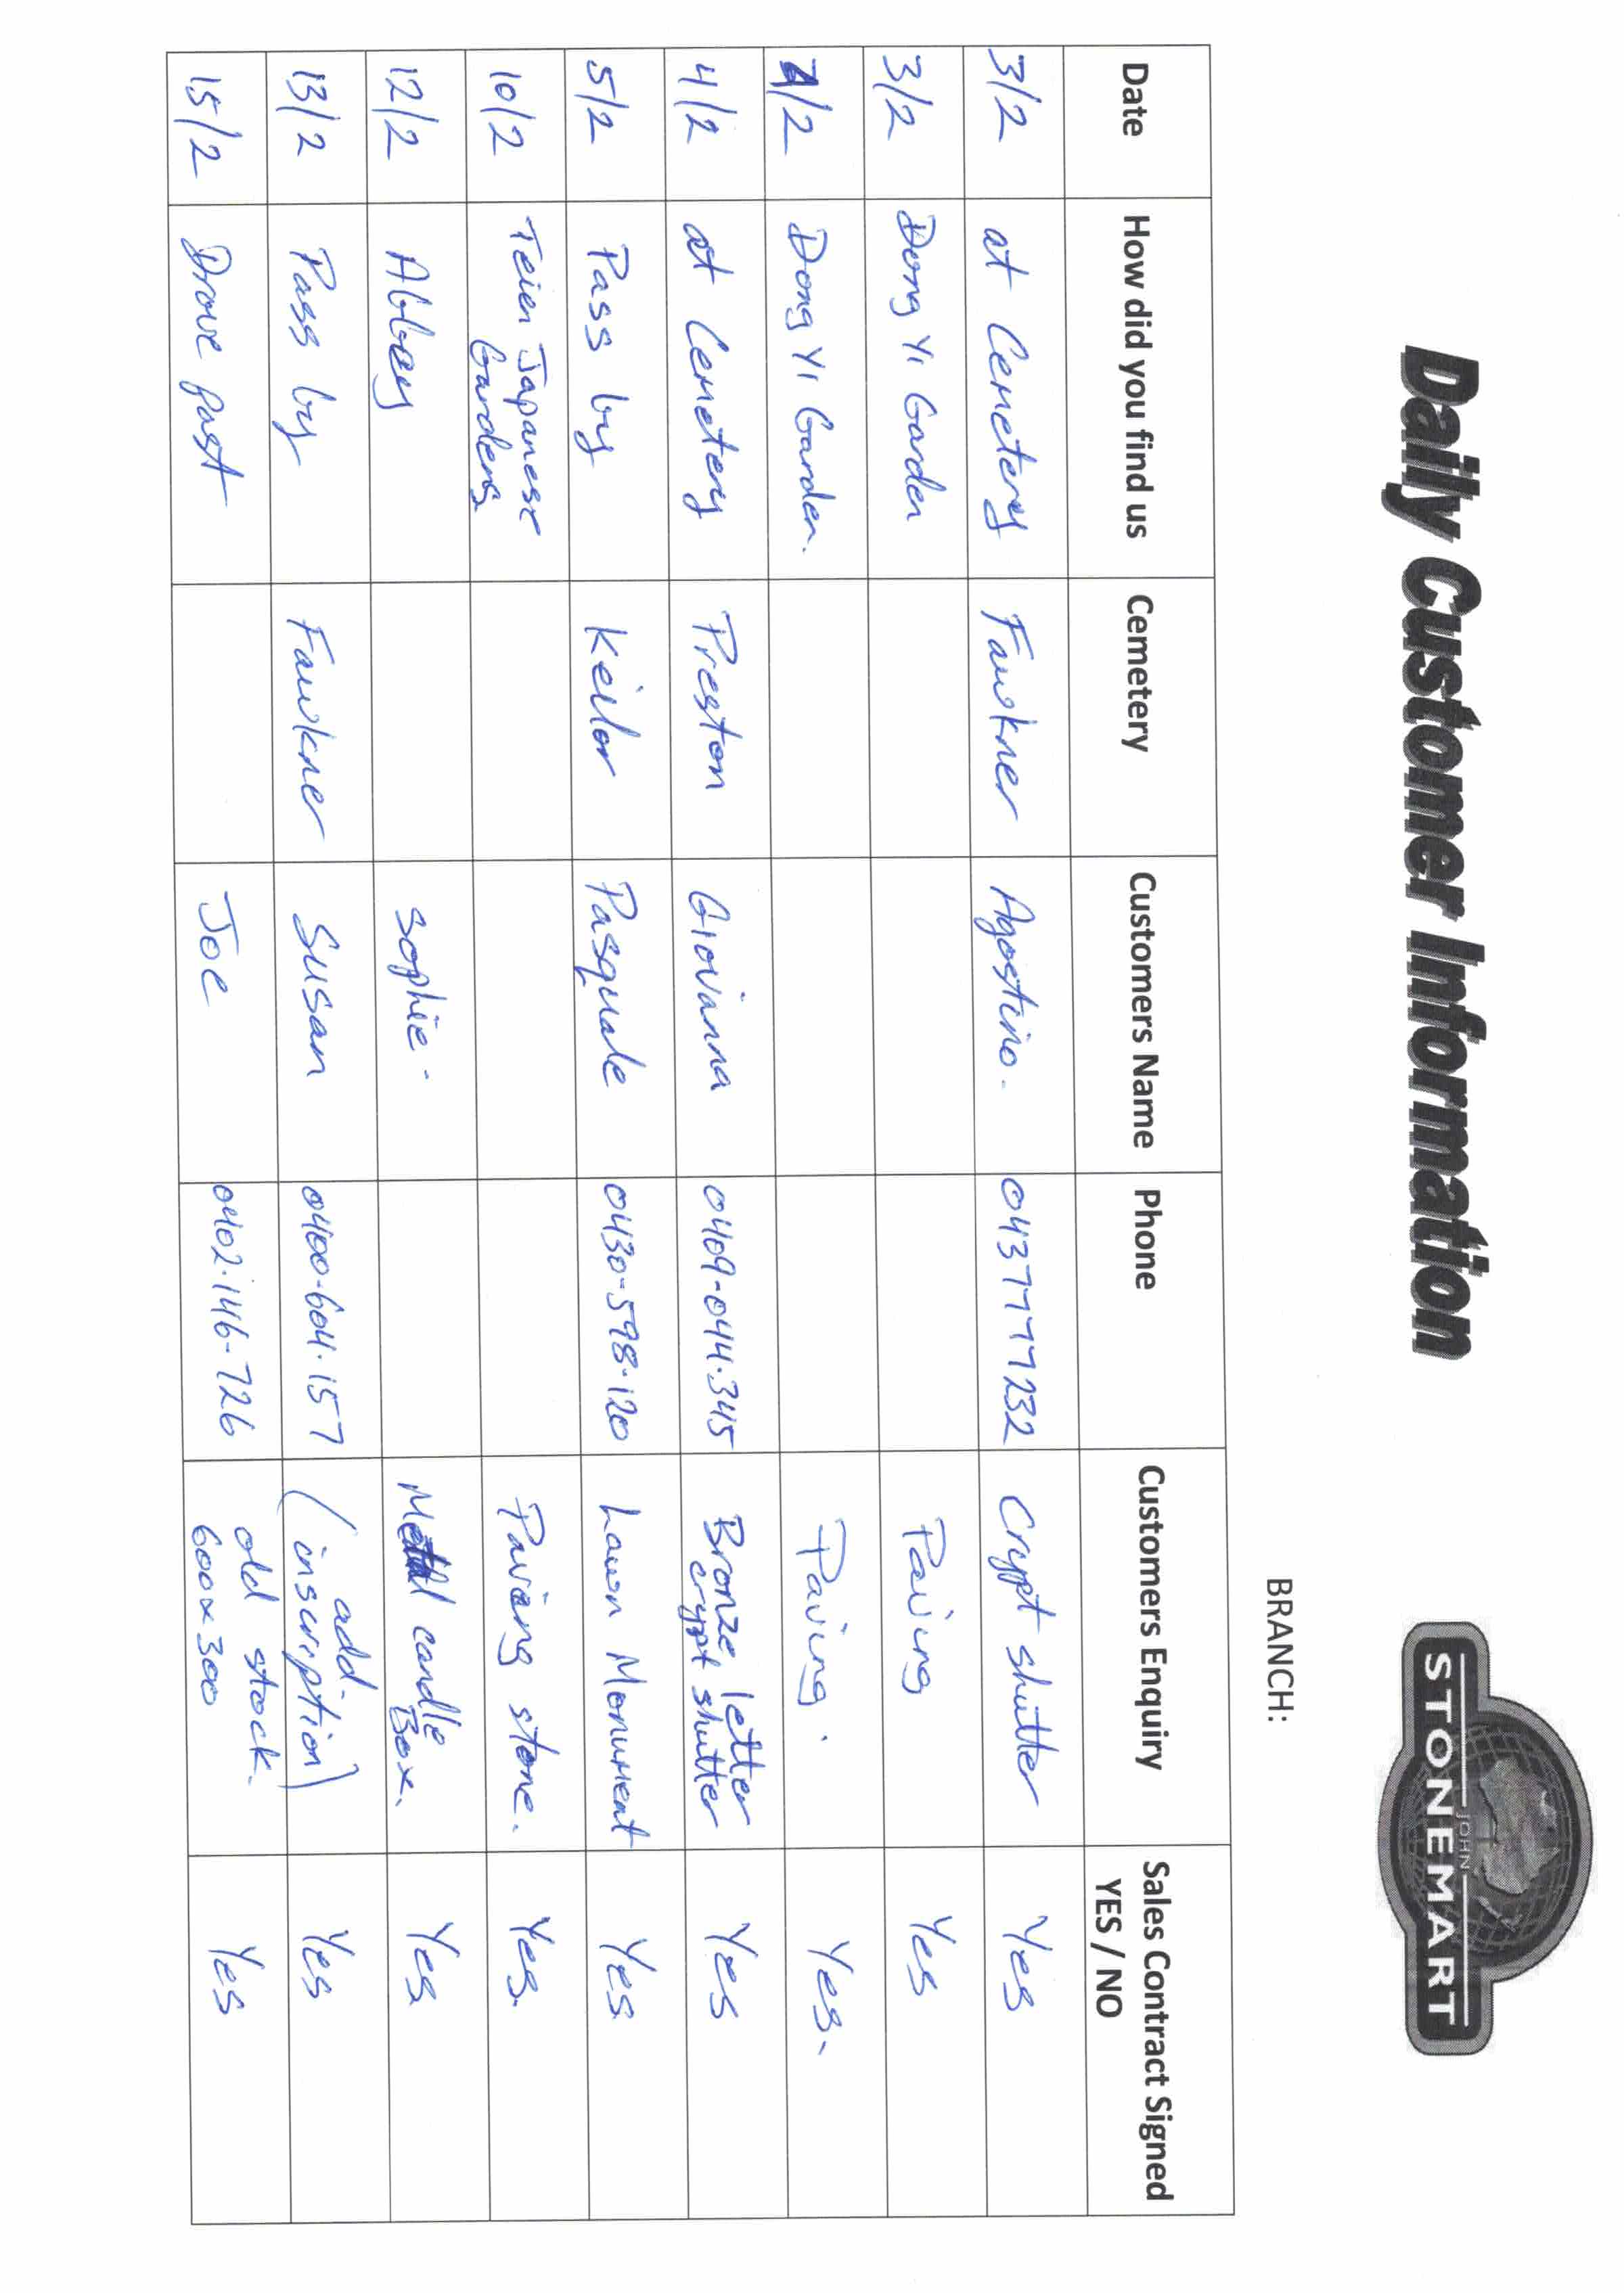 Daily Customer Information
JOHN
STONEMART
BRANCH:
Date How did you find us Cemetery Customers Name Phone Customers Enquiry Sales Contract Signed
YES / NO
3/2 at Cemetery Fawkner Agostino. 0437777232 Crypt shutter Yes
3/2 Dong Yi Garden Paving Yes
4/2 Dong Yi Garden. Paving. Yes-
4/2 at Cemetery Preston Giovanna 0409-044.345 Bronze letter
crypt shutter Yes
5/2 Pass by Keilor Pasquale 0430-598-120 Lawn Monument Yes
10/2 Teien Japanese
Gardens Paving stone. Yes.
12/2 Abbey Sophie - Metal candle
Box. Yes
13/2 Pass by Fawkner Susan 0400-604.157 add-
(inscription) Yes
15/2 Drove past Joe 0402.146-726 old stock.
600x300 Yes